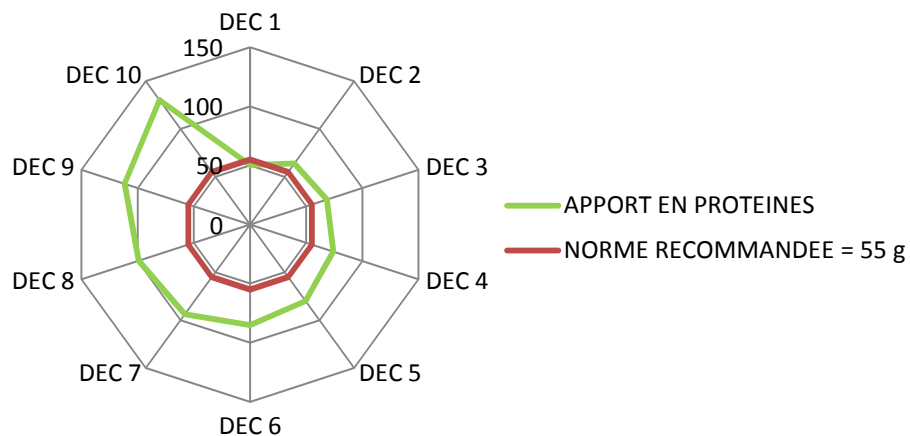 DEC 1
150
DEC 10
DEC 2
100
DEC 9
50
DEC 3
0
APPORT EN PROTEINES
NORME RECOMMANDEE = 55 g
DEC 8
DEC 4
DEC 7
DEC 5
DEC 6